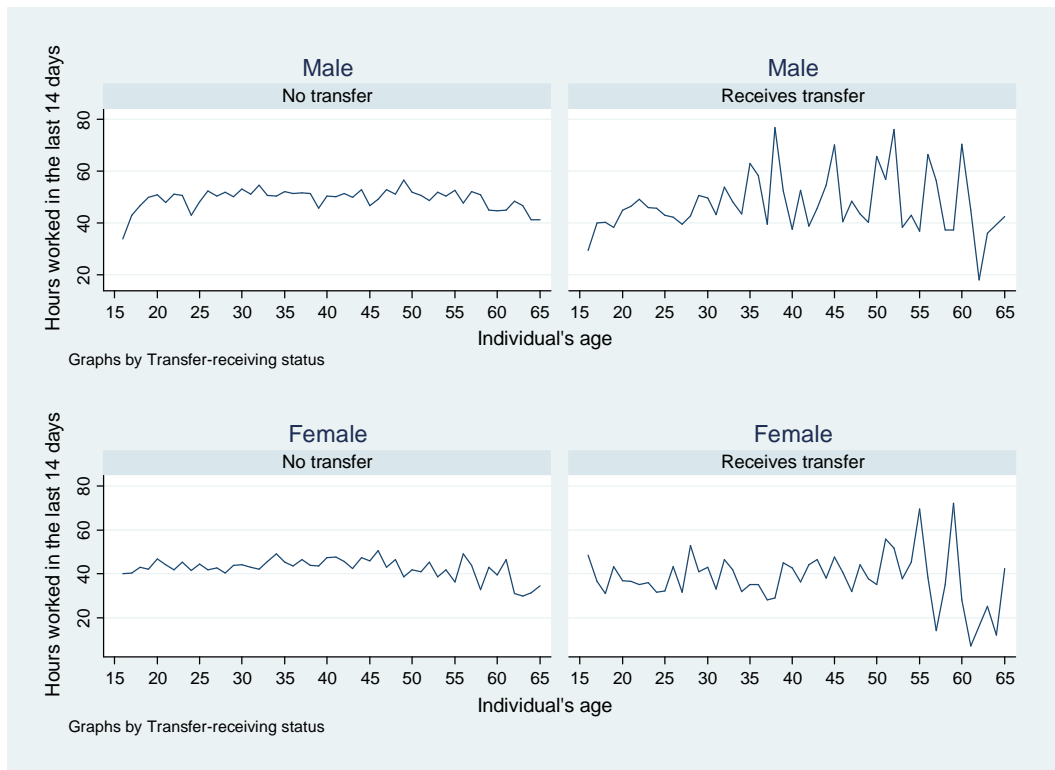 Male
Male
No transfer
Receives transfer
Hours worked in the last 14 days
80
60
40
20
15 20 25 30 35 40 45 50 55 60 65
15 20 25 30 35 40 45 50 55 60 65
Individual's age
Graphs by Transfer-receiving status
Female
Female
No transfer
Receives transfer
Hours worked in the last 14 days
80
60
40
20
15 20 25 30 35 40 45 50 55 60 65
15 20 25 30 35 40 45 50 55 60 65
Individual's age
Graphs by Transfer-receiving status